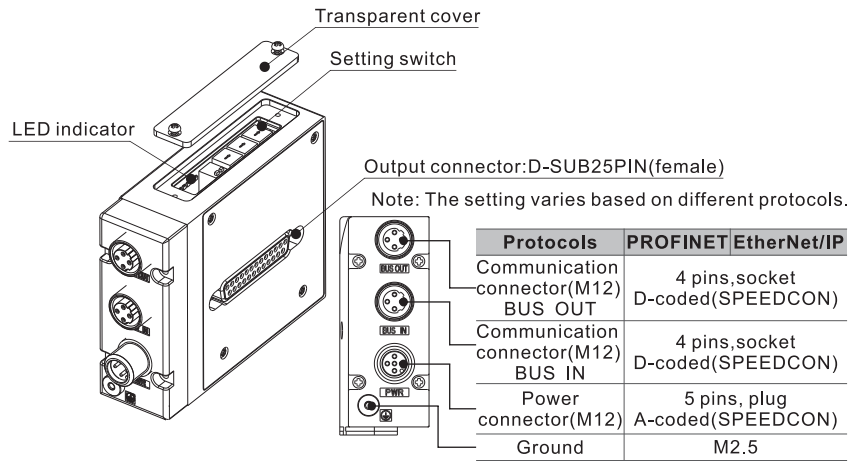 Transparent cover
Setting switch
LED indicator
Output connector:D-SUB25PIN(female)
Note: The setting varies based on different protocols.
BUS OUT
BUS IN
PWR
Protocols PROFINET EtherNet/IP
Communication
connector(M12)
BUS OUT
4 pins,socket
D-coded(SPEEDCON)
Communication
connector(M12)
BUS IN
4 pins,socket
D-coded(SPEEDCON)
Power
connector(M12)
5 pins, plug
A-coded(SPEEDCON)
Ground M2.5